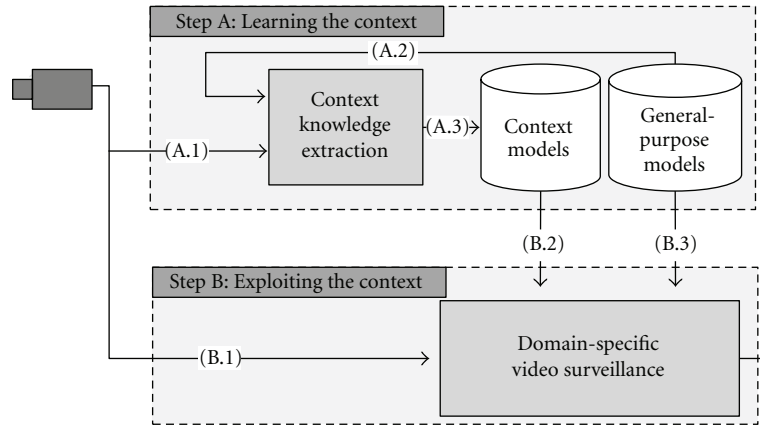 Step A: Learning the context
(A.2)
Context
knowledge
extraction
(A.1)
(A.3)
Context
models
General-
purpose
models
(B.2)
(B.3)
Step B: Exploiting the context
(B.1)
Domain-specific
video surveillance